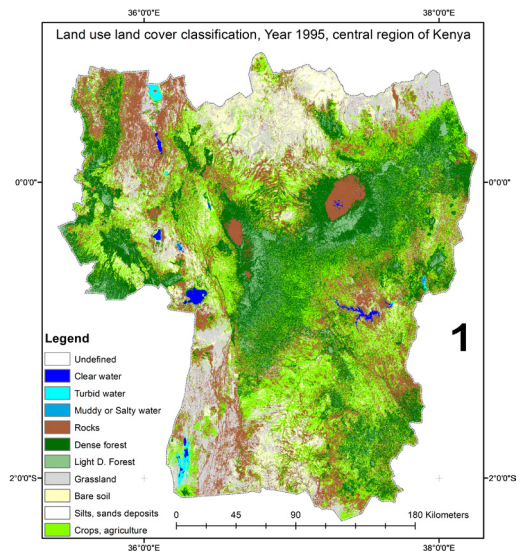 36°0'0"E 38°0'0"E
Land use land cover classification, Year 1995, central region of Kenya
0°0'0" 0°0'0"
1
Legend
Undefined
Clear water
Turbid water
Muddy or Salty water
Rocks
Dense forest
Light D. Forest
Grassland
Bare soil
Silts, sands deposits
Crops, agriculture
2°0'0"S 2°0'0"S
0 45 90 180 Kilometers
36°0'0"E 38°0'0"E